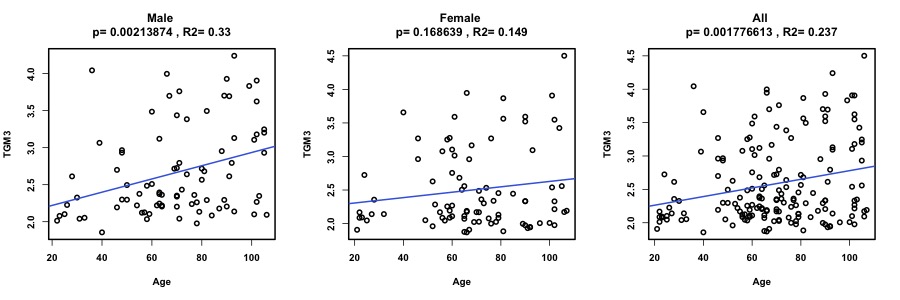 Male
p= 0.00213874 , R2= 0.33
TGM3
2.0 2.5 3.0 3.5 4.0
20 40 60 80 100
Age
Female
p= 0.168639 , R2= 0.149
TGM3
2.0 2.5 3.0 3.5 4.0 4.5
20 40 60 80 100
Age
All
p= 0.001776613 , R2= 0.237
TGM3
2.0 2.5 3.0 3.5 4.0 4.5
20 40 60 80 100
Age